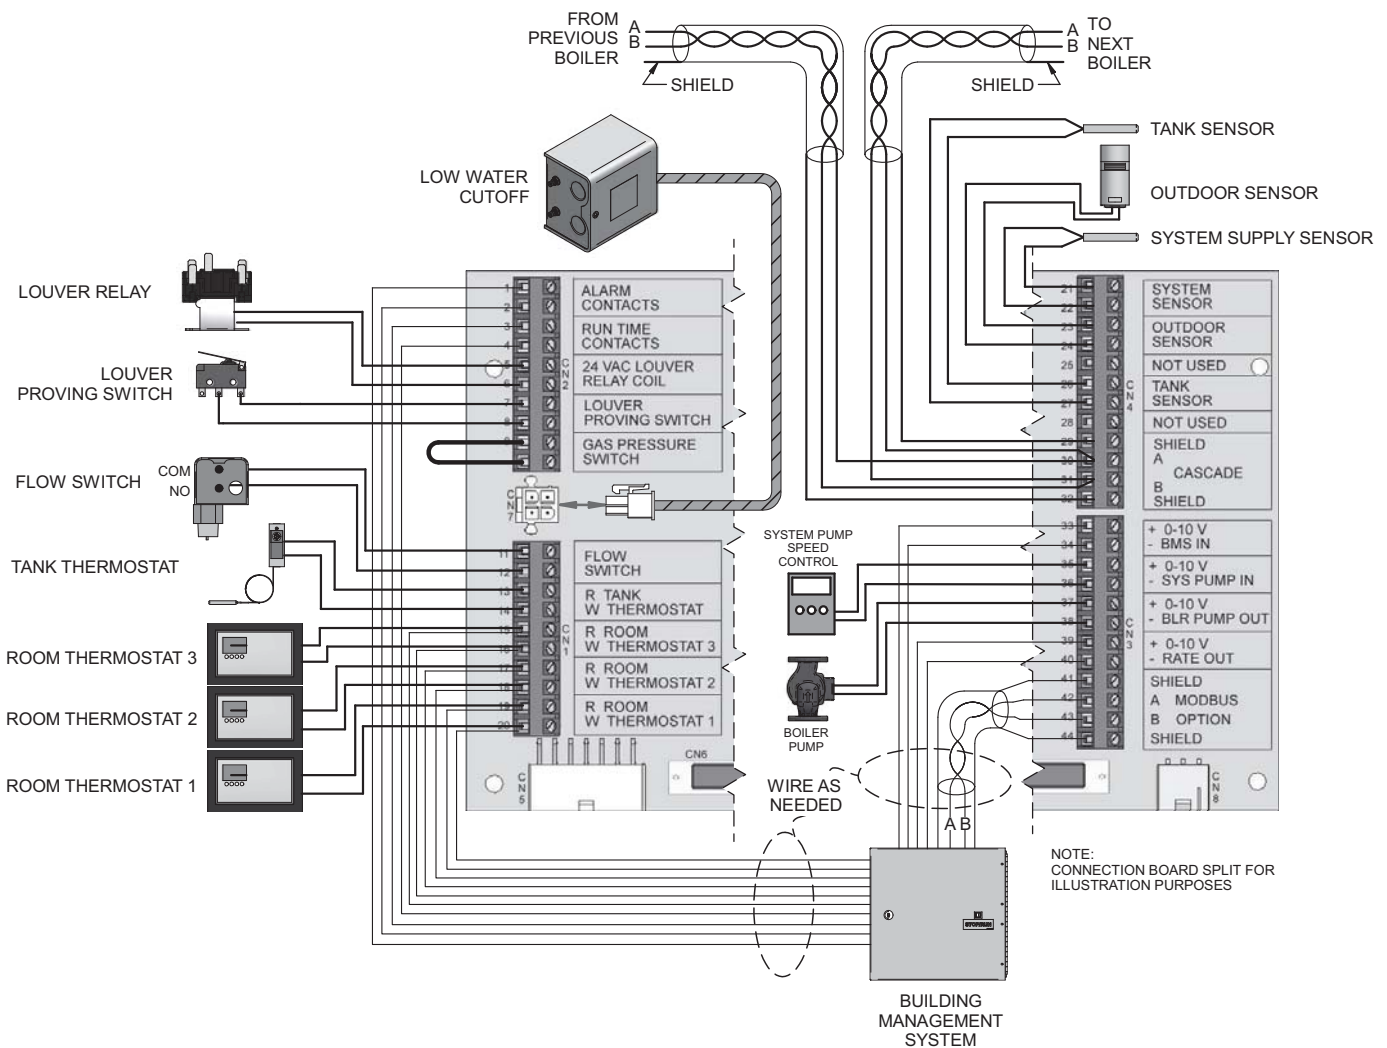 FROM
PREVIOUS
BOILER
A
B
SHIELD
A
B
TO
NEXT
BOILER
SHIELD
TANK SENSOR
OUTDOOR SENSOR
SYSTEM SUPPLY SENSOR
LOW WATER
CUTOFF
LOUVER RELAY
LOUVER
PROVING SWITCH
FLOW SWITCH
COM
NO
TANK THERMOSTAT
ROOM THERMOSTAT 3
ROOM THERMOSTAT 2
ROOM THERMOSTAT 1
1
2
3
4
5
6
7
8
9
CN2
ALARM
CONTACTS
RUN TIME
CONTACTS
24 VAC LOUVER
RELAY COIL
LOUVER
PROVING SWITCH
GAS PRESSURE
SWITCH
CN7
11
12
13
14
15
16
17
18
19
20
CN1
FLOW
SWITCH
R TANK
W THERMOSTAT
R ROOM
W THERMOSTAT 3
R ROOM
W THERMOSTAT 2
R ROOM
W THERMOSTAT 1
CN5
CN6
21
22
23
24
25
26
27
28
29
30
31
32
CN4
SYSTEM
SENSOR
OUTDOOR
SENSOR
NOT USED
TANK
SENSOR
NOT USED
SHIELD
A
CASCADE
B
SHIELD
33
34
35
36
37
38
39
40
41
42
43
44
CN3
+ 0-10 V
- BMS IN
+ 0-10 V
- SYS PUMP IN
+ 0-10 V
- BLR PUMP OUT
+ 0-10 V
- RATE OUT
SHIELD
A MODBUS
B OPTION
SHIELD
CN8
SYSTEM PUMP
SPEED
CONTROL
BOILER
PUMP
WIRE AS
NEEDED
A B
NOTE:
CONNECTION BOARD SPLIT FOR
ILLUSTRATION PURPOSES
BUILDING
MANAGEMENT
SYSTEM